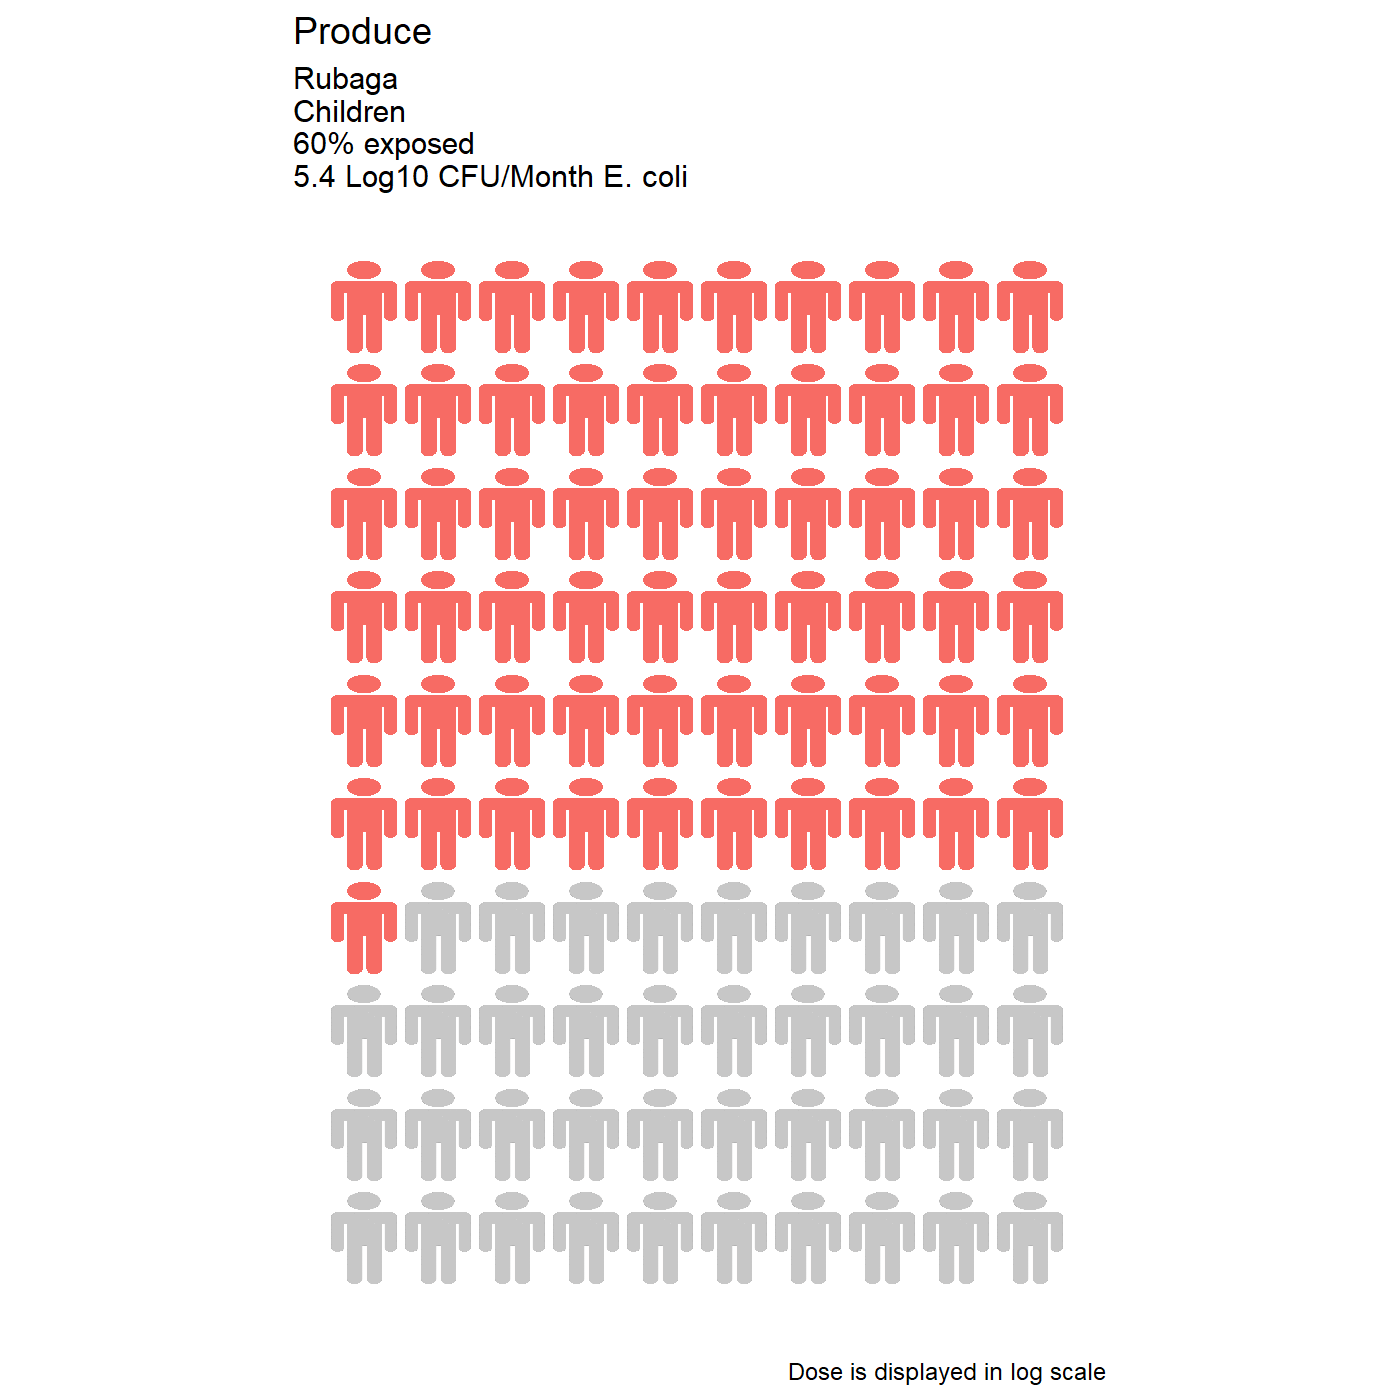 Produce
Rubaga
Children
60% exposed
5.4 Log10 CFU/Month E. coli
Dose is displayed in log scale